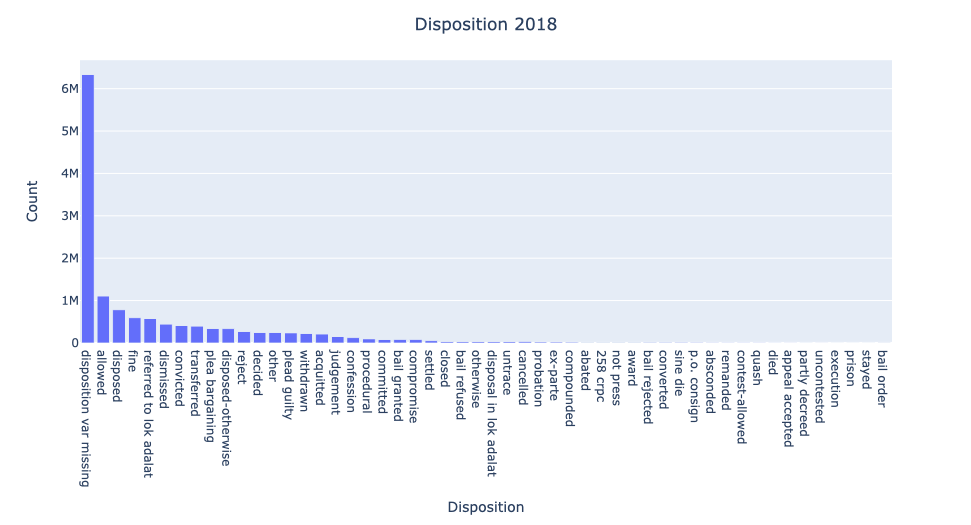 Disposition 2018
Count
6M
5M
4M
3M
2M
1M
0
disposition var missing
allowed
disposed
fine
referred to lok adalat
dismissed
convicted
transferred
plea bargaining
disposed-otherwise
reject
decided
other
plead guilty
withdrawn
acquitted
judgement
confession
procedural
committed
bail granted
compromise
settled
closed
bail refused
otherwise
disposal in lok adalat
untrace
cancelled
probation
ex-parte
compounded
abated
258 crpc
not press
award
bail rejected
converted
sine die
p.o. consign
absconded
remanded
contest-allowed
quash
died
appeal accepted
partly decreed
uncontested
execution
prison
stayed
bail order
Disposition